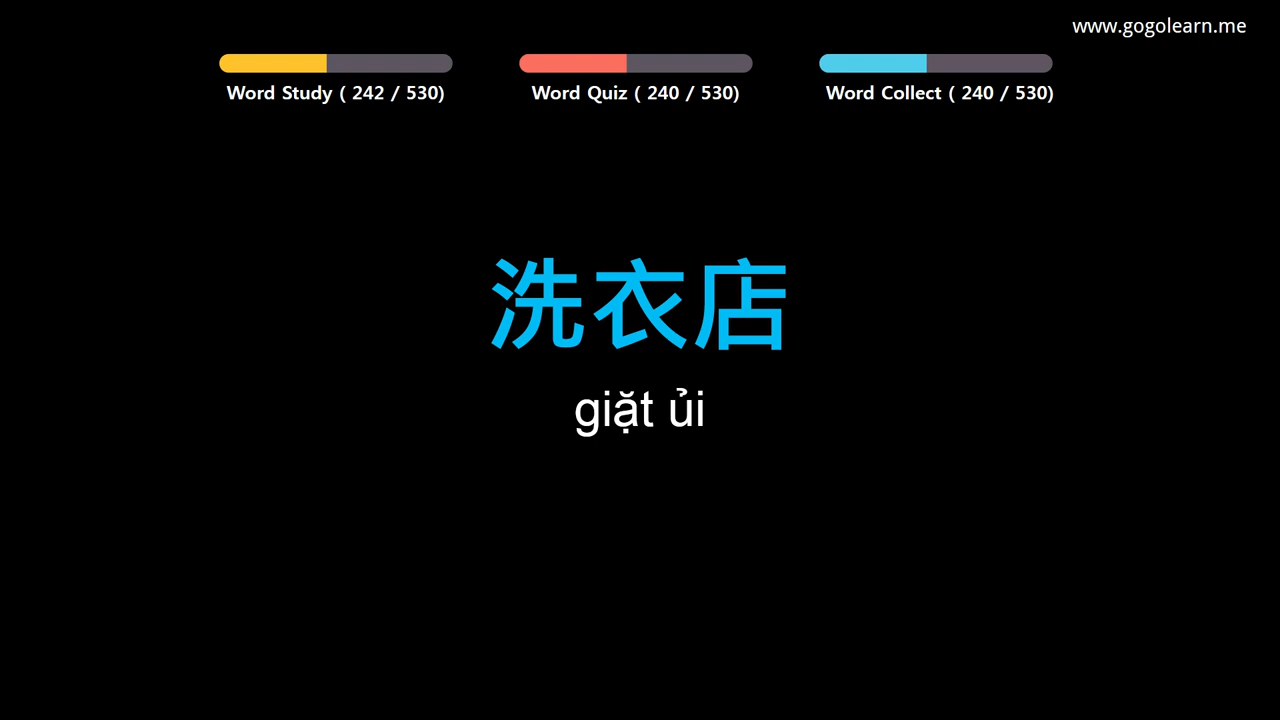 www.gogolearn.me
Word Study ( 242 / 530)
Word Quiz ( 240 / 530)
Word Collect ( 240 / 530)
洗衣店
giặt ủi